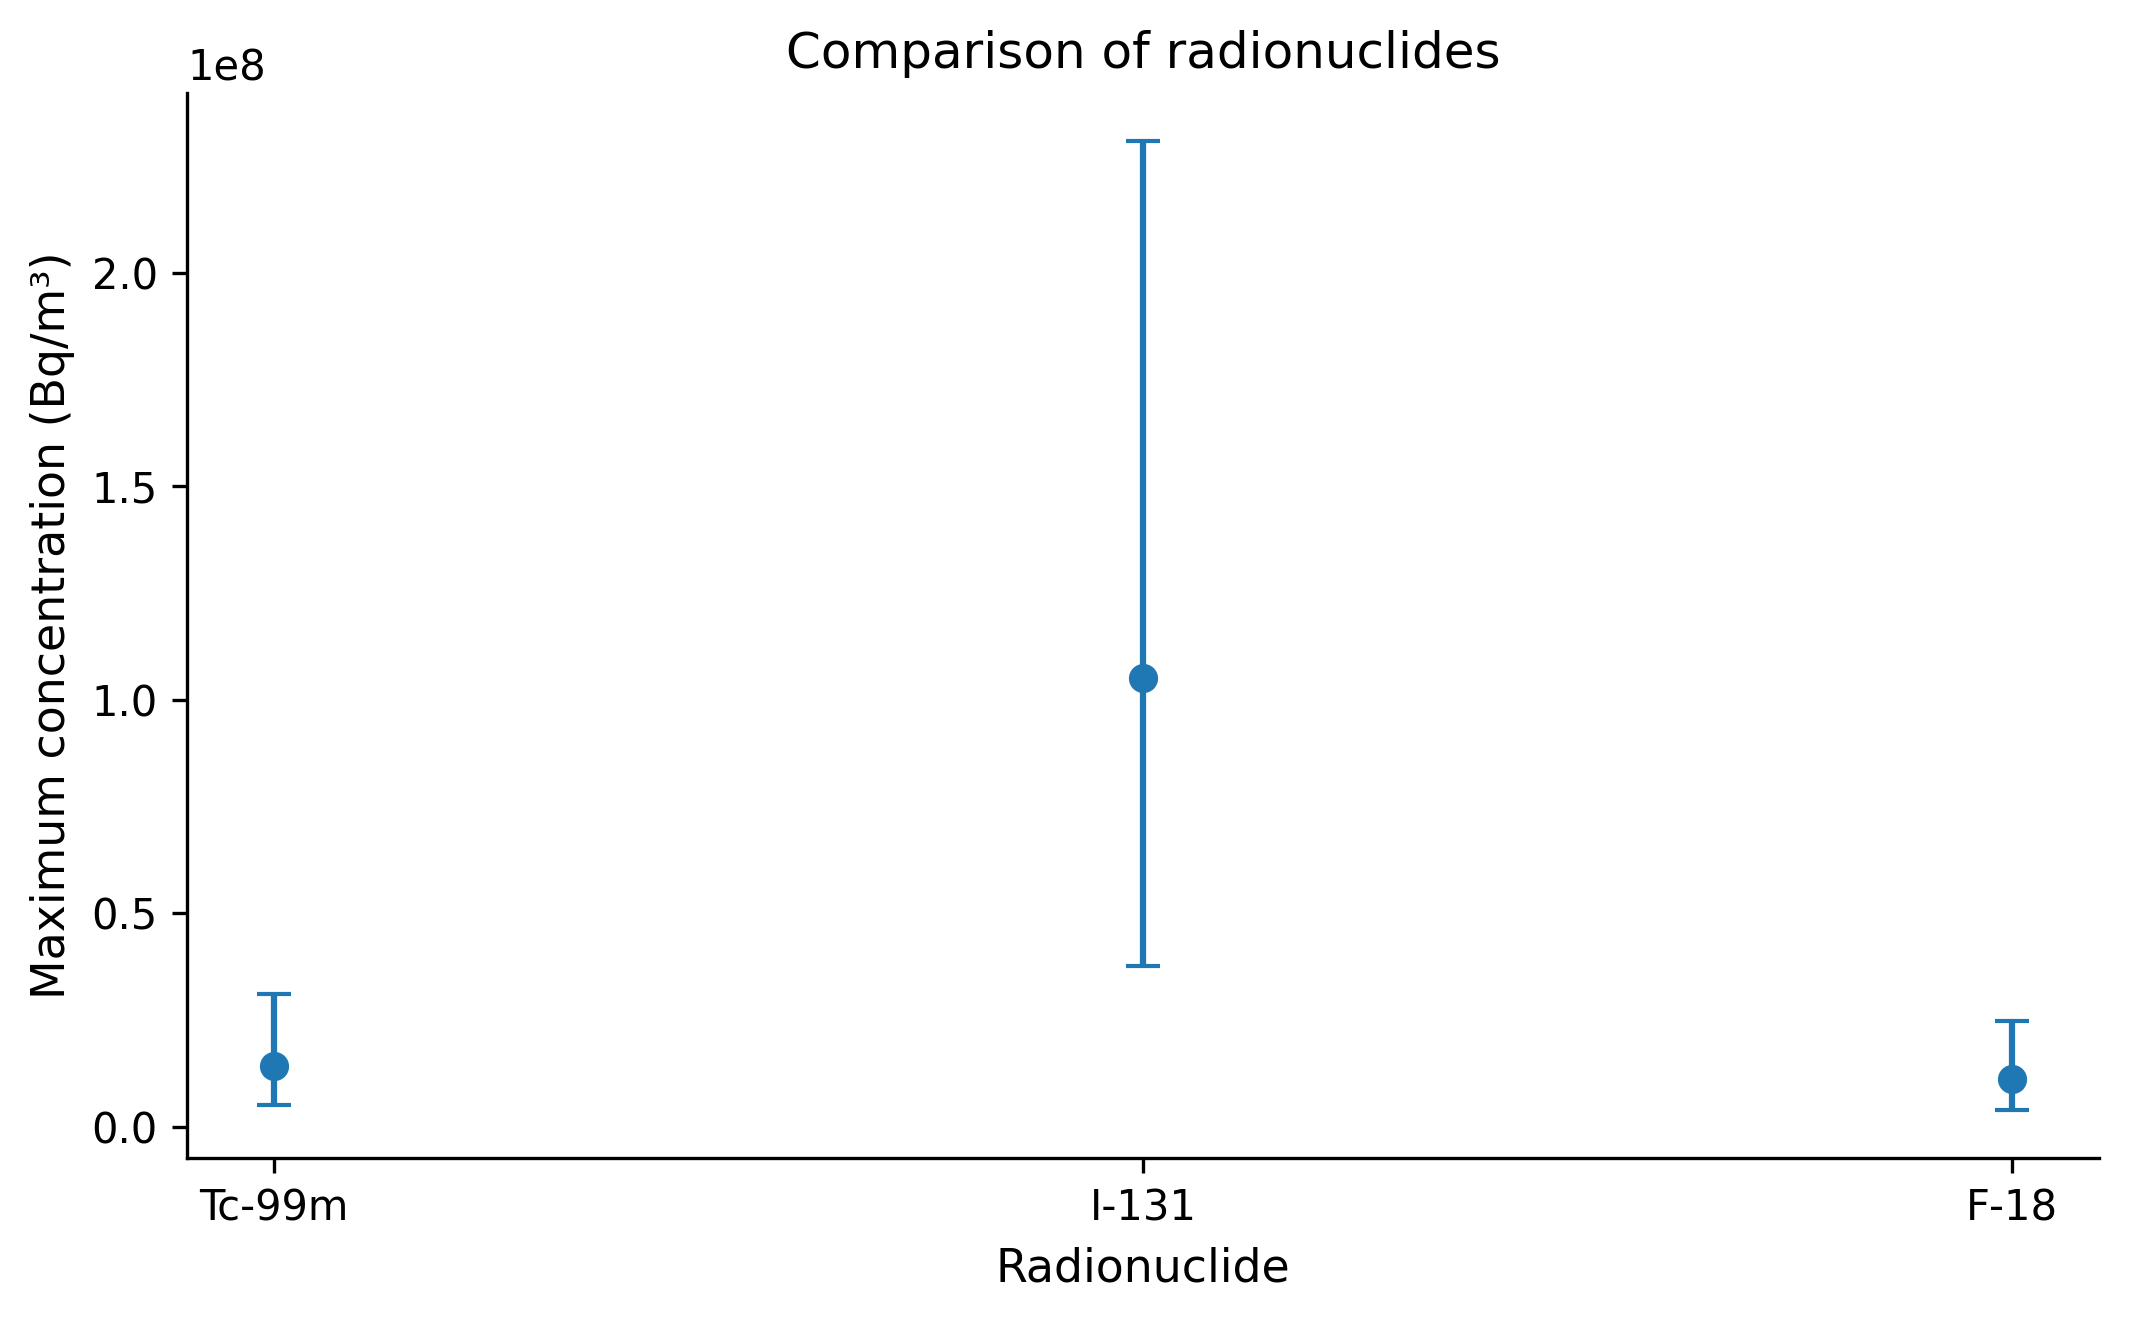 Comparison of radionuclides
1e8
Maximum concentration (Bq/m³)
2.0
1.5
1.0
0.5
0.0
Tc-99m
I-131
F-18
Radionuclide